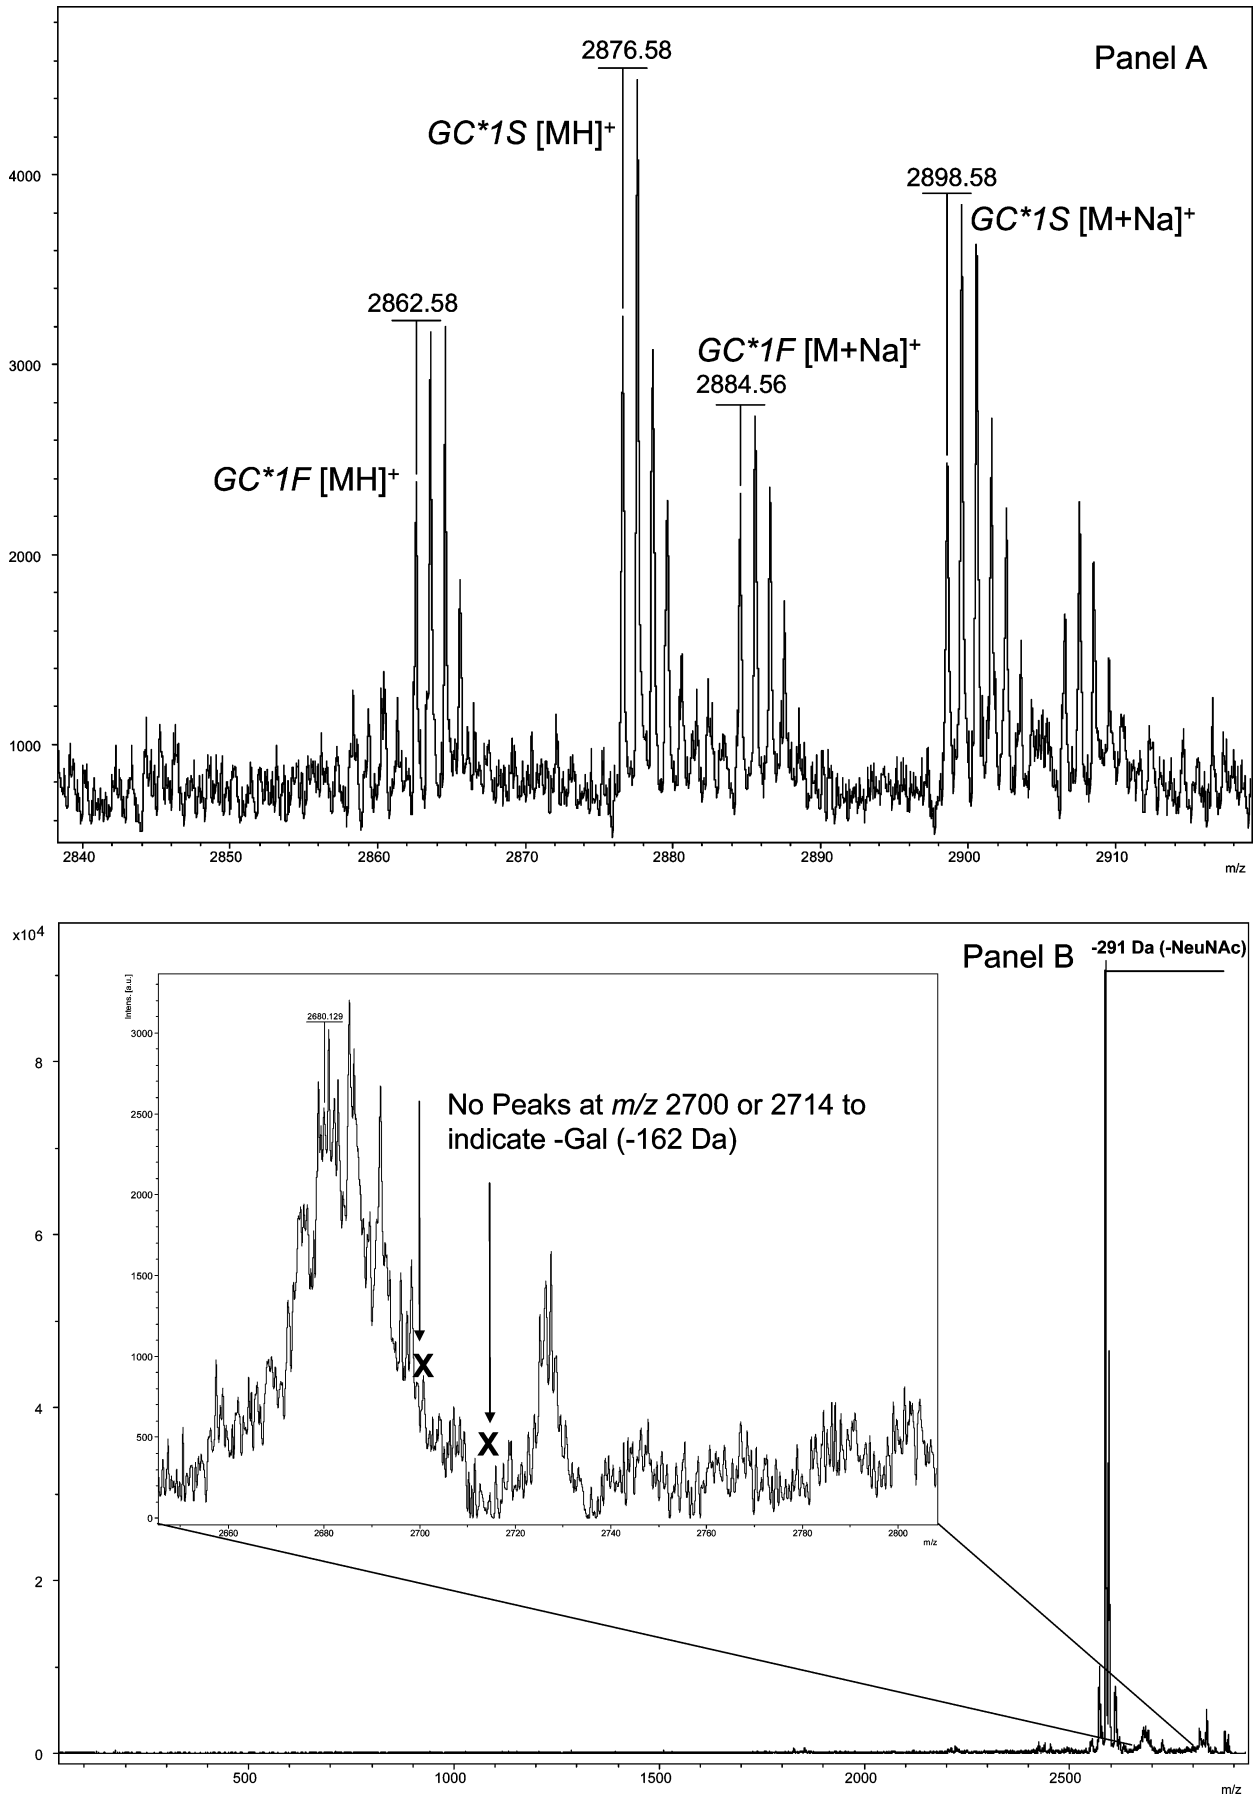 Panel A
2876.58
GC*1S [MH]+
2898.58
GC*1S [M+Na]+
2862.58
GC*1F [M+Na]+
2884.56
GC*1F [MH]+
4000
3000
2000
1000
2840 2850 2860 2870 2880 2890 2900 2910
m/z
x10⁴
Panel B
-291 Da (-NeuNAc)
8
6
4
2
0
Intens. [a.u.]
2680.129
No Peaks at m/z 2700 or 2714 to
indicate -Gal (-162 Da)
X
X
3000
2500
2000
1500
1000
500
0
2660 2680 2700 2720 2740 2760 2780 2800
m/z
500 1000 1500 2000 2500
m/z